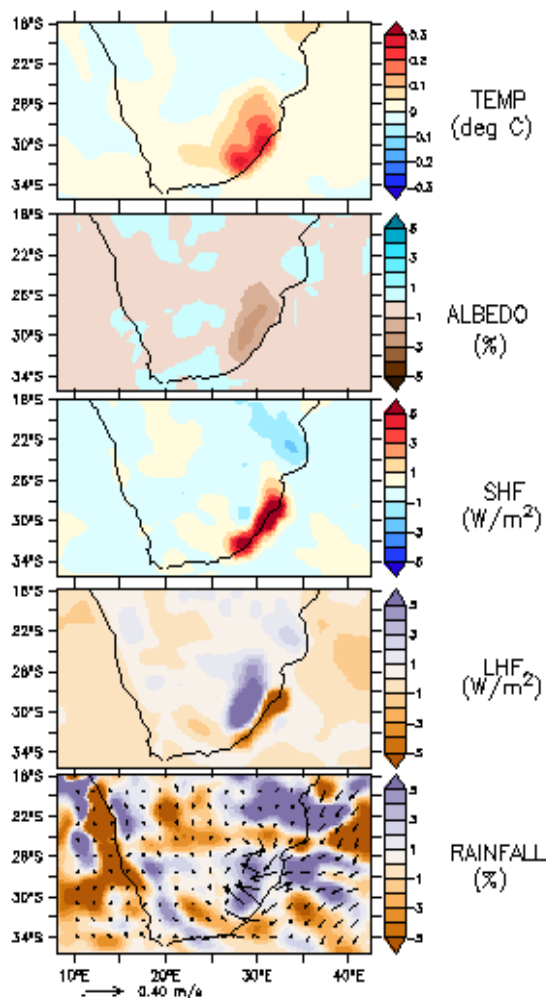 18°S
22°S
26°S
30°S
34°S
0.3
0.2
0.1
0
-0.1
-0.2
-0.3
TEMP
(deg C)
18°S
22°S
26°S
30°S
34°S
5
3
1
-1
-3
-5
ALBEDO
(%)
18°S
22°S
26°S
30°S
34°S
5
3
1
-1
-3
-5
SHF
(W/m²)
18°S
22°S
26°S
30°S
34°S
5
3
1
-1
-3
-5
LHF
(W/m²)
18°S
22°S
26°S
30°S
34°S
5
3
1
-1
-3
-5
RAINFALL
(%)
10°E 20°E 30°E 40°E
0.40 m/s